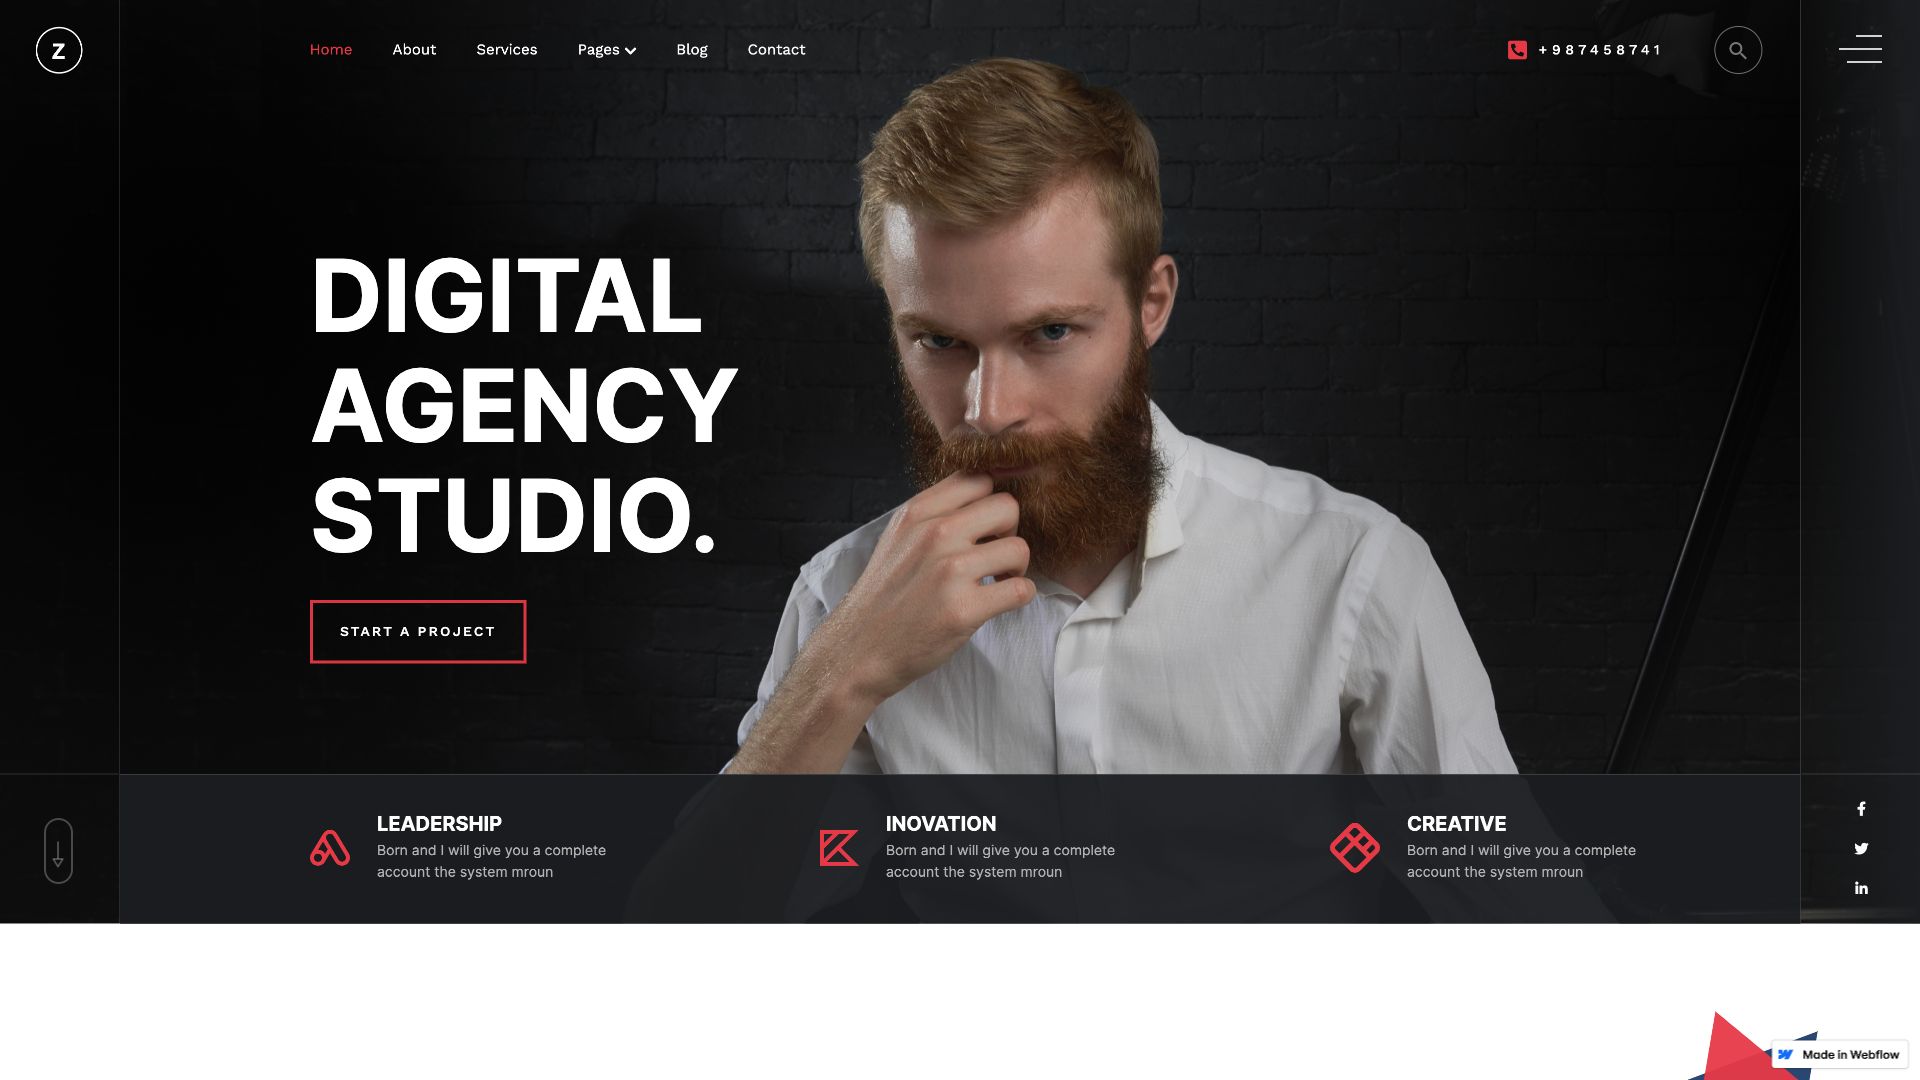 Z
Home About Services Pages Blog Contact
+987458741
DIGITAL
AGENCY
STUDIO.
START A PROJECT
LEADERSHIP
Born and I will give you a complete
account the system mroun
INOVATION
Born and I will give you a complete
account the system mroun
CREATIVE
Born and I will give you a complete
account the system mroun
Made in Webflow